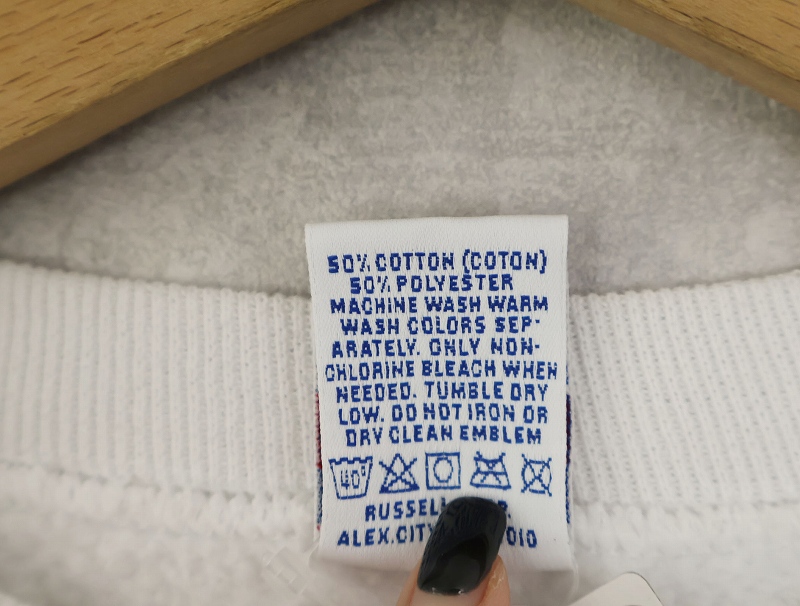 50% COTTON (COTON)
50% POLYESTER
MACHINE WASH WARM
WASH COLORS SEP-
ARATELY. ONLY NON-
CHLORINE BLEACH WHEN
NEEDED. TUMBLE DRY
LOW. DO NOT IRON OR
DRY CLEAN EMBLEM
40°
RUSSELL
ALEX.CITY